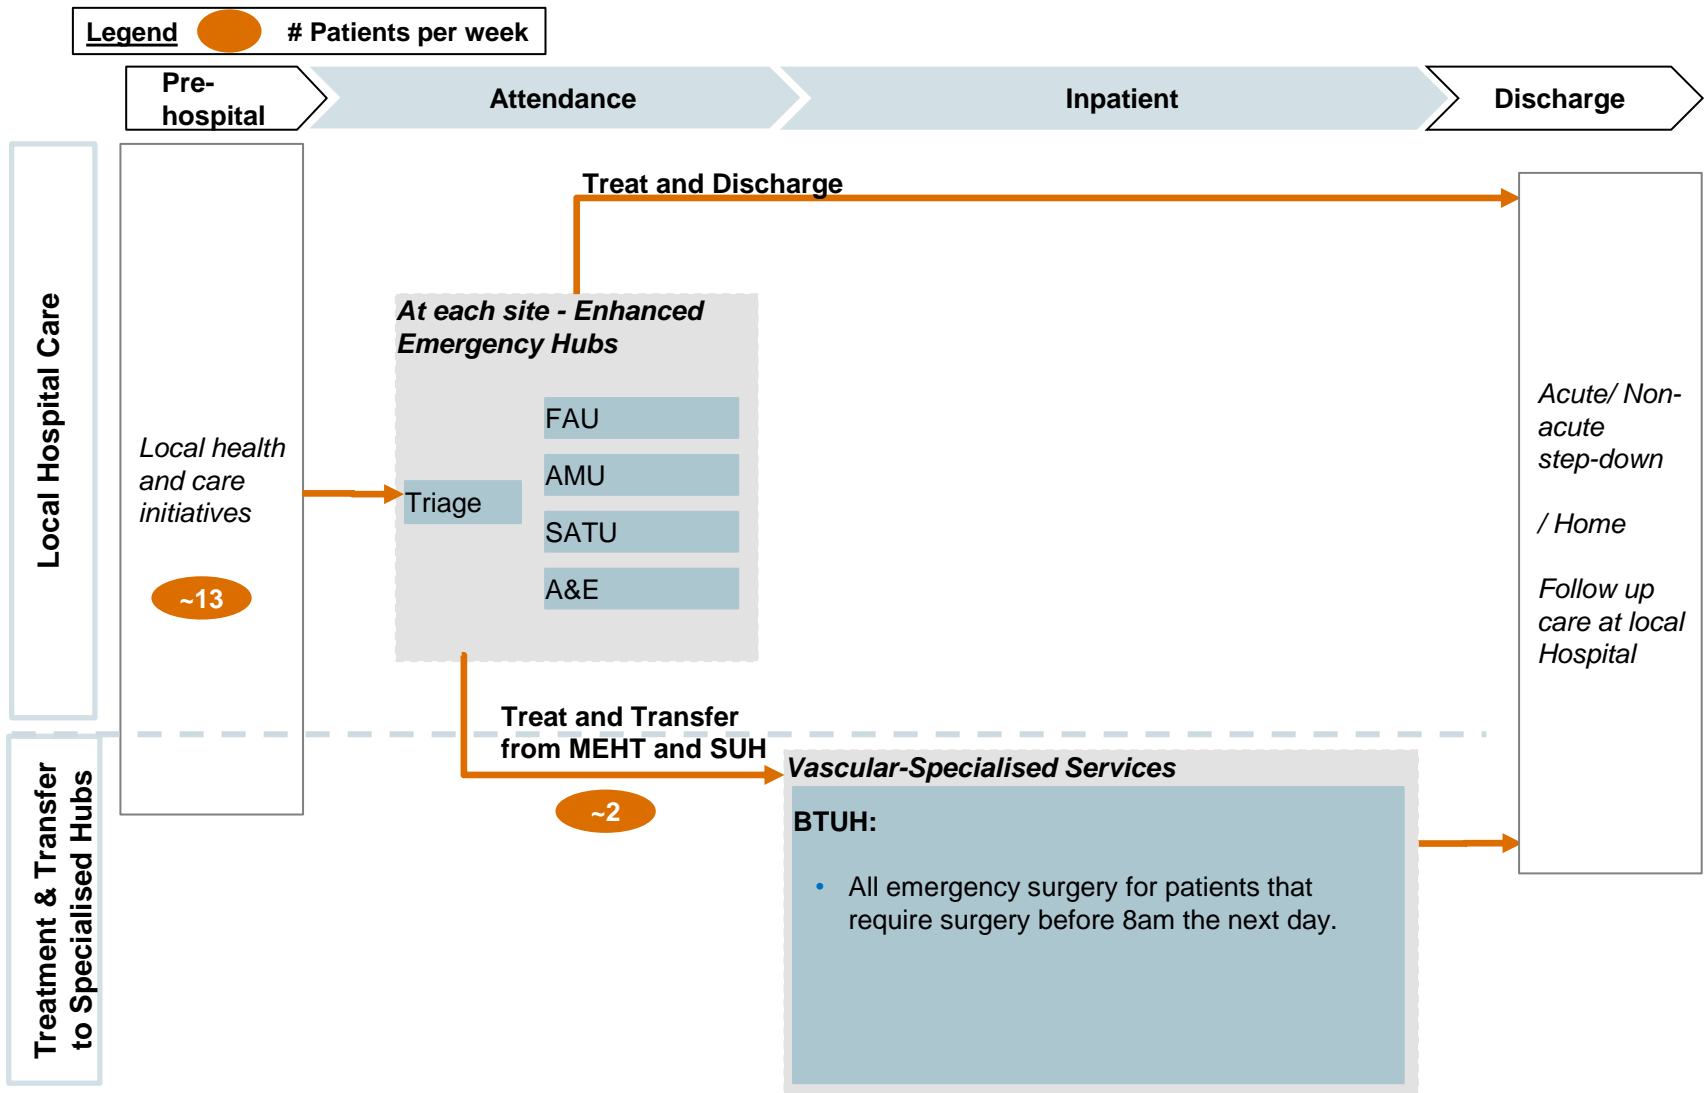 Legend
# Patients per week
Pre-
hospital
Attendance
Inpatient
Discharge
Local Hospital Care
Treat and Discharge
At each site - Enhanced
Emergency Hubs
FAU
AMU
SATU
A&E
Triage
Local health
and care
initiatives
~13
Acute/ Non-
acute
step-down
/ Home
Follow up
care at local
Hospital
Treat and Transfer
from MEHT and SUH
~2
Treatment & Transfer
to Specialised Hubs
Vascular-Specialised Services
BTUH:
• All emergency surgery for patients that
require surgery before 8am the next day.